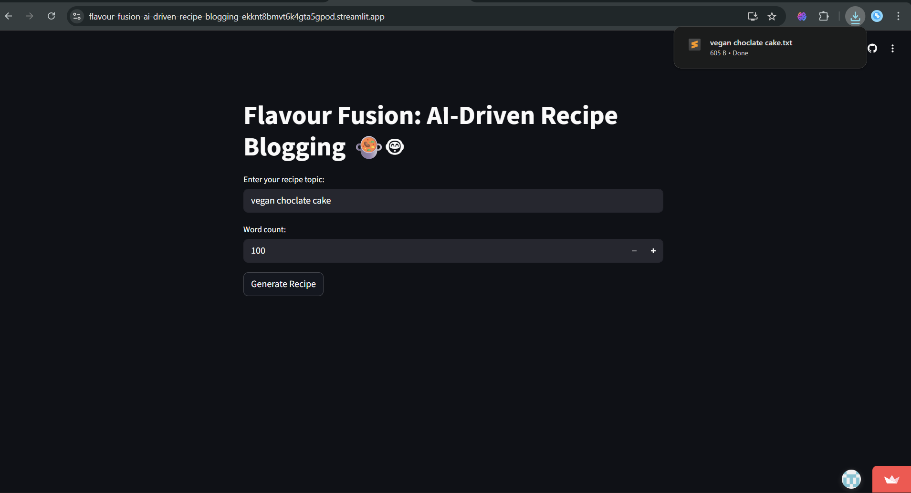 flavour-fusion-ai-driven-recipe-blogging-ekknt8bmvt6k4gta5gpod.streamlit.app
vegan choclate cake.txt
605 B • Done
Flavour Fusion: AI-Driven Recipe
Blogging
Enter your recipe topic:
vegan choclate cake
Word count:
100
Generate Recipe